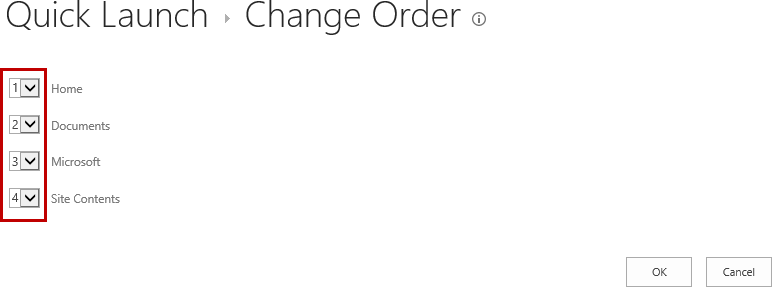 Quick Launch ▸ Change Order
1 Home
2 Documents
3 Microsoft
4 Site Contents
OK Cancel